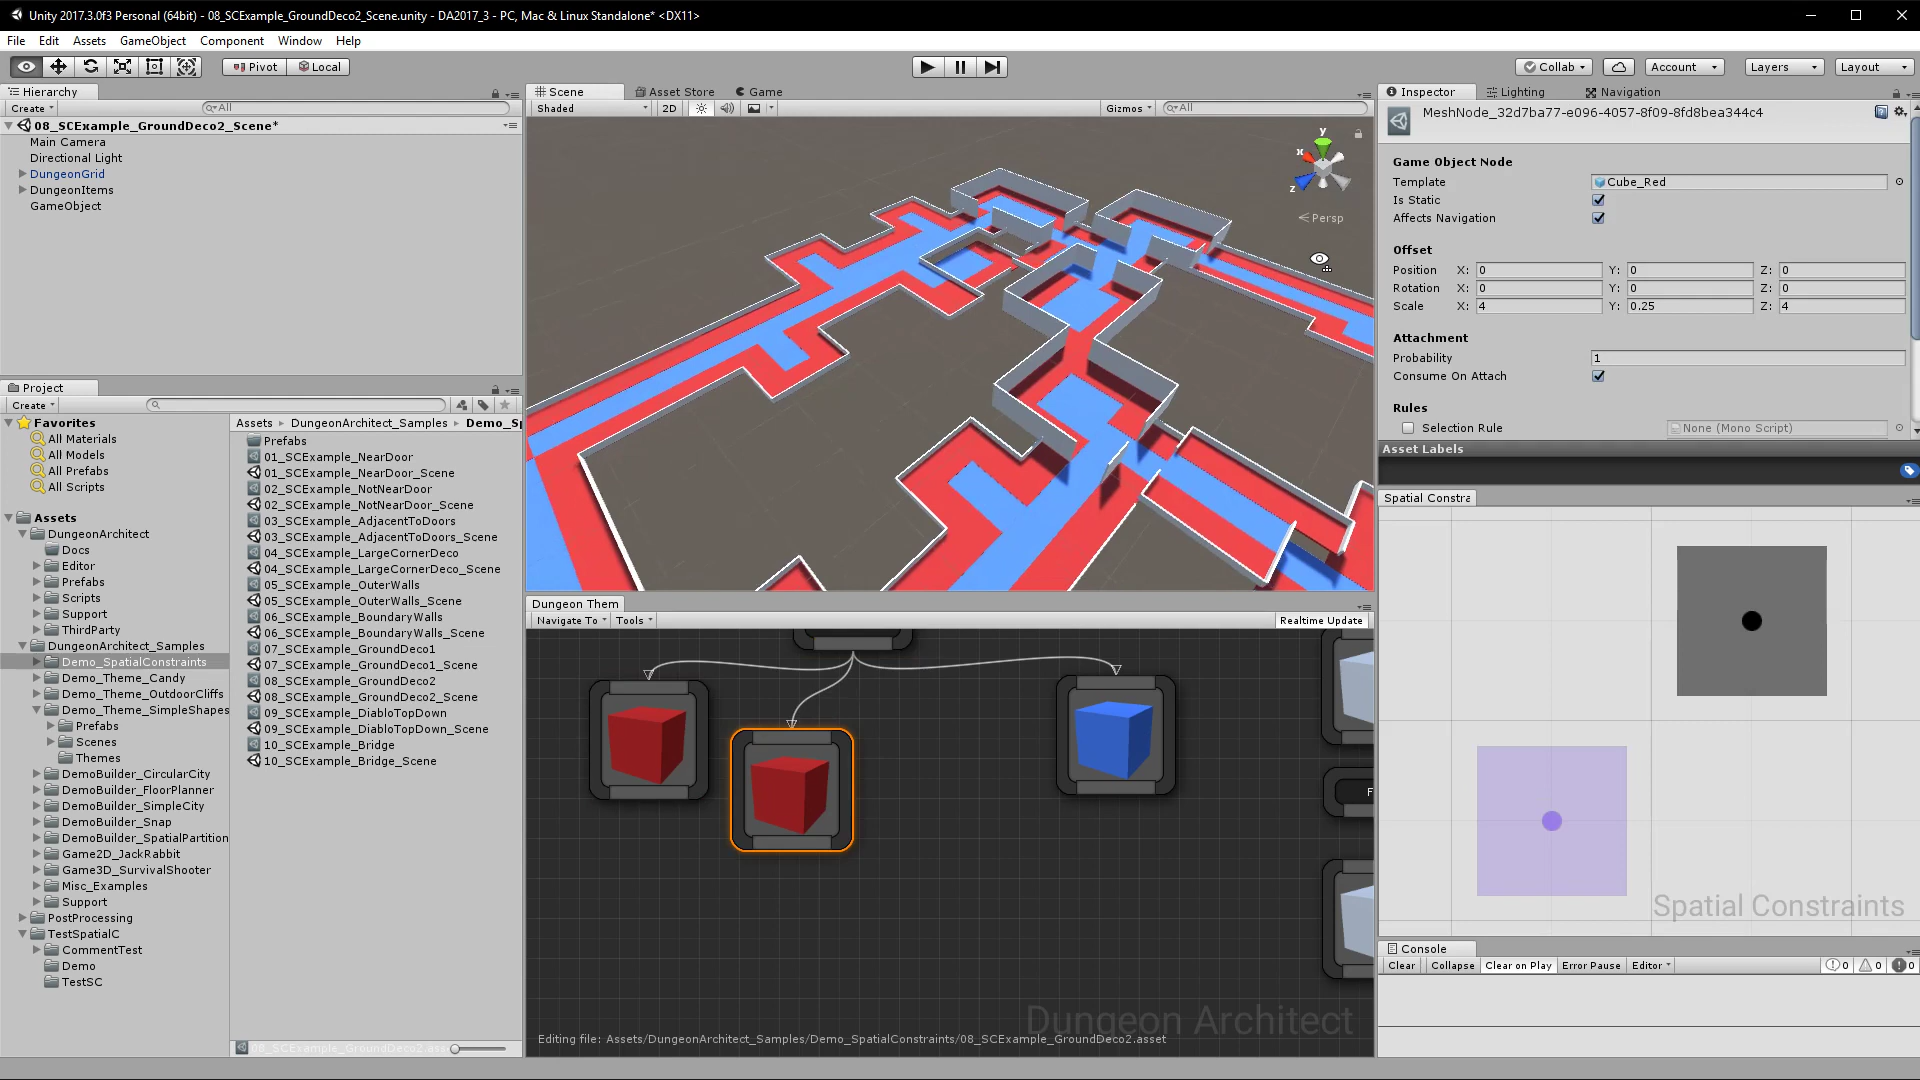 Unity 2017.3.0f3 Personal (64bit) - 08_SCExample_GroundDeco2_Scene.unity - DA2017_3 - PC, Mac & Linux Standalone* <DX11>
File Edit Assets GameObject Component Window Help
Pivot Local Collab Account Layers Layout
Hierarchy
Create All
08_SCExample_GroundDeco2_Scene*
Main Camera
Directional Light
DungeonGrid
DungeonItems
GameObject
Scene Asset Store Game
Shaded 2D Gizmos All
y
x
z
Persp
Inspector Lighting Navigation
MeshNode_32d7ba77-e096-4057-8f09-8fd8bea344c4
Game Object Node
Template Cube_Red
Is Static
Affects Navigation
Offset
Position X: 0 Y: 0 Z: 0
Rotation X: 0 Y: 0 Z: 0
Scale X: 4 Y: 0.25 Z: 4
Attachment
Probability 1
Consume On Attach
Rules
Selection Rule None (Mono Script)
Asset Labels
Project
Create
Favorites
All Materials
All Models
All Prefabs
All Scripts
Assets
DungeonArchitect
Docs
Editor
Prefabs
Scripts
Support
ThirdParty
DungeonArchitect_Samples
Demo_SpatialConstraints
Demo_Theme_Candy
Demo_Theme_OutdoorCliffs
Demo_Theme_SimpleShapes
Prefabs
Scenes
Themes
DemoBuilder_CircularCity
DemoBuilder_FloorPlanner
DemoBuilder_SimpleCity
DemoBuilder_Snap
DemoBuilder_SpatialPartition
Game2D_JackRabbit
Game3D_SurvivalShooter
Misc_Examples
Support
PostProcessing
TestSpatialC
CommentTest
Demo
TestSC
Assets DungeonArchitect_Samples Demo_Sp
Prefabs
01_SCExample_NearDoor
01_SCExample_NearDoor_Scene
02_SCExample_NotNearDoor
02_SCExample_NotNearDoor_Scene
03_SCExample_AdjacentToDoors
03_SCExample_AdjacentToDoors_Scene
04_SCExample_LargeCornerDeco
04_SCExample_LargeCornerDeco_Scene
05_SCExample_OuterWalls
05_SCExample_OuterWalls_Scene
06_SCExample_BoundaryWalls
06_SCExample_BoundaryWalls_Scene
07_SCExample_GroundDeco1
07_SCExample_GroundDeco1_Scene
08_SCExample_GroundDeco2
08_SCExample_GroundDeco2_Scene
09_SCExample_DiabloTopDown
09_SCExample_DiabloTopDown_Scene
10_SCExample_Bridge
10_SCExample_Bridge_Scene
08_SCExample_GroundDeco2.asse
Dungeon Them
Navigate To Tools Realtime Update
F
Dungeon Architect
Editing file: Assets/DungeonArchitect_Samples/Demo_SpatialConstraints/08_SCExample_GroundDeco2.asset
Spatial Constra
Spatial Constraints
Console
Clear Collapse Clear on Play Error Pause Editor 0 0 0